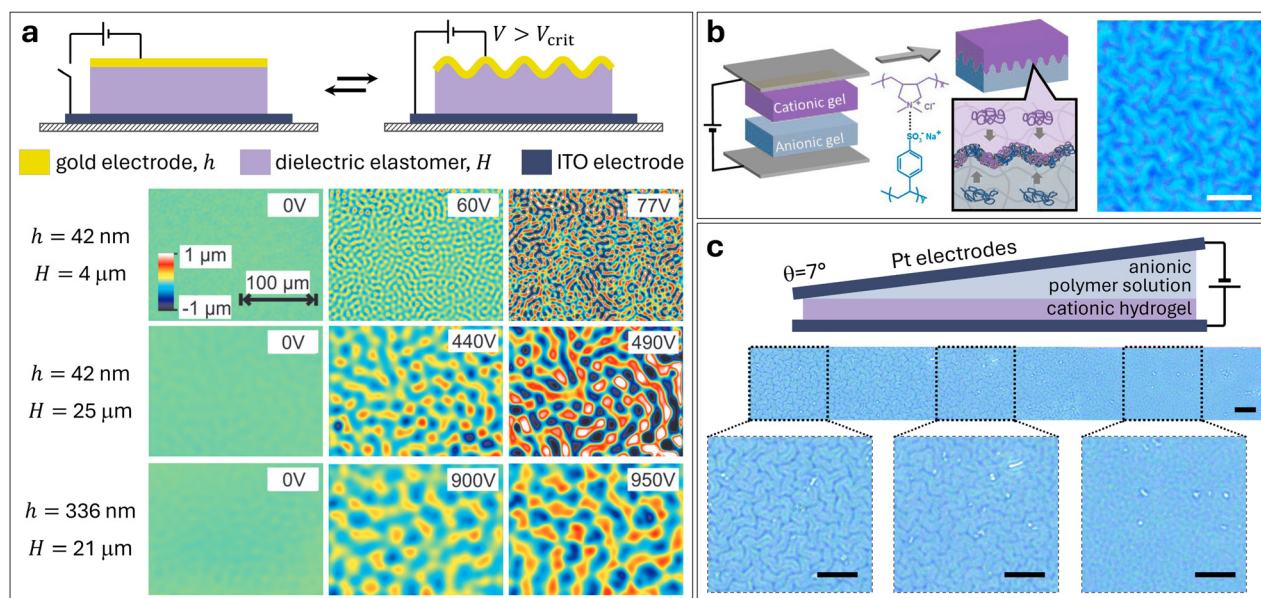 a
V > Vcrit
gold electrode, h
dielectric elastomer, H
ITO electrode
h = 42 nm
H = 4 μm
0V
1 μm
-1 μm
100 μm
60V
77V
h = 42 nm
H = 25 μm
0V
440V
490V
h = 336 nm
H = 21 μm
0V
900V
950V
b
Cationic gel
Anionic gel
N+
Cl-
SO3- Na+
c
θ=7°
Pt electrodes
anionic
polymer solution
cationic hydrogel